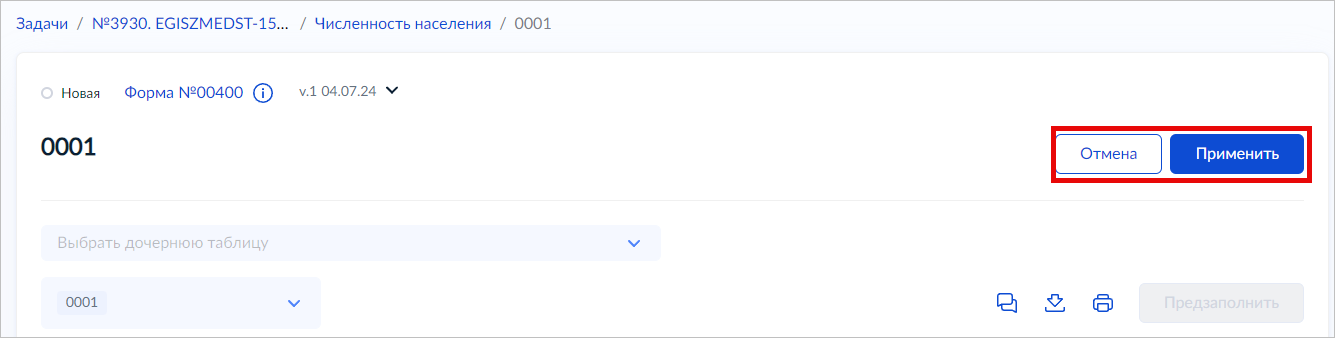 Задачи / №3930. EGISZMEDST-15... / Численность населения / 0001
Новая Форма №00400 v.1 04.07.24
0001
Отмена Применить
Выбрать дочернюю таблицу
0001
Предзаполнить